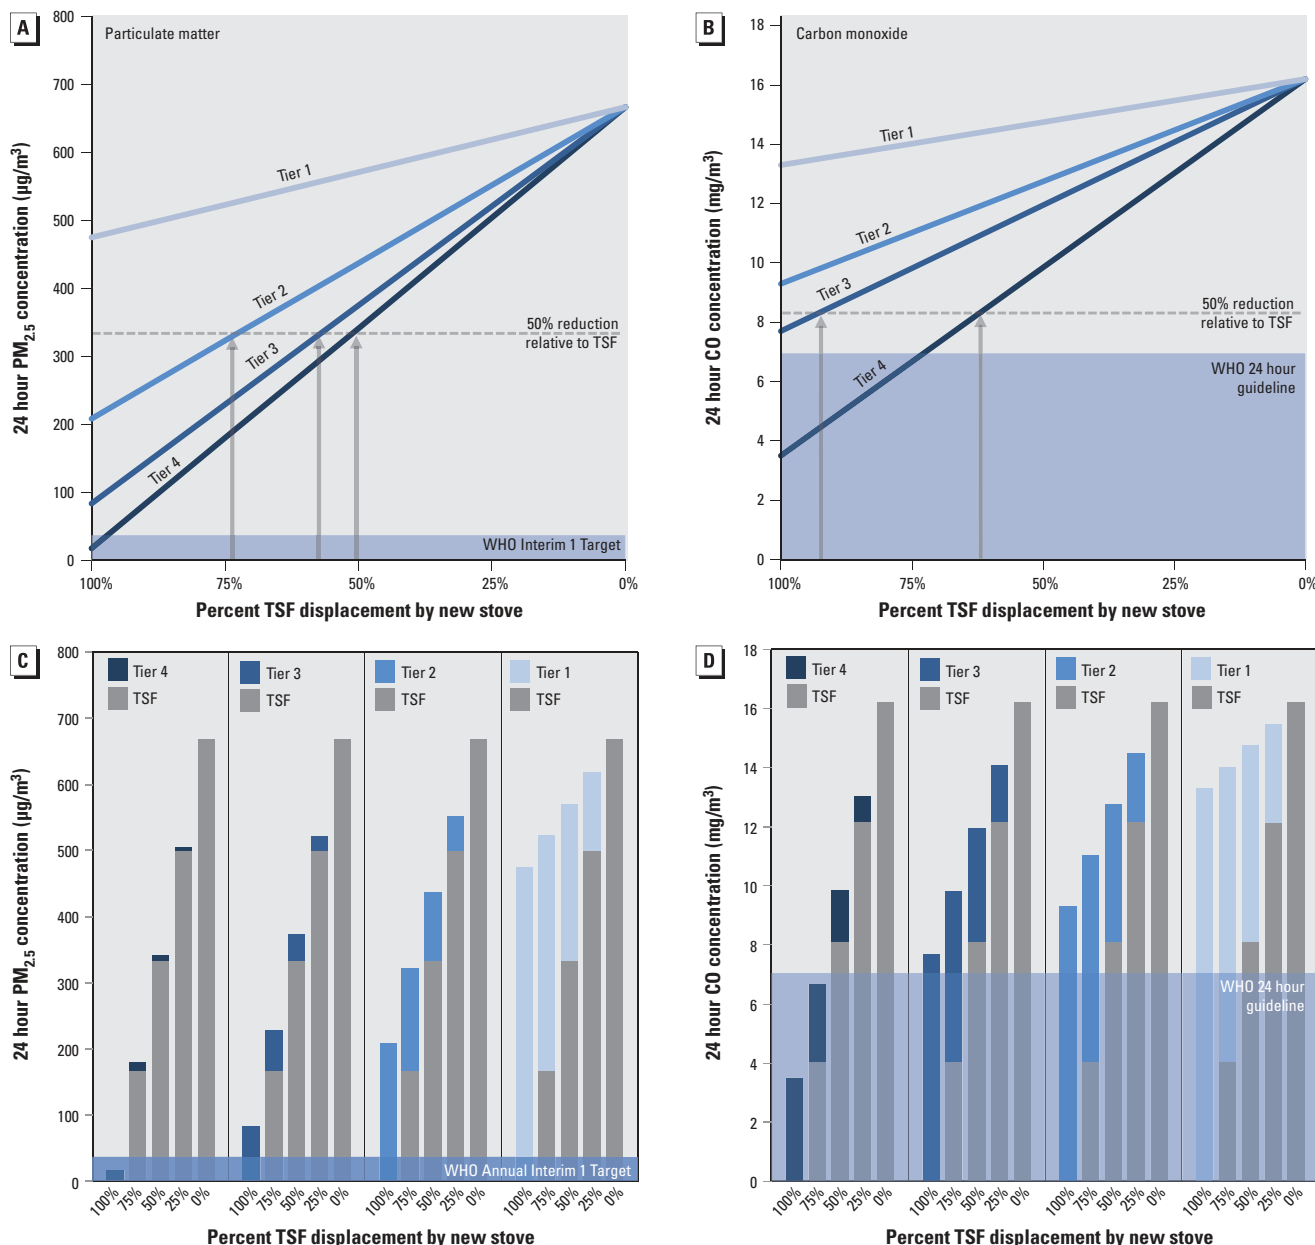 A
Particulate matter
800
700
600
500
400
300
200
100
0
24 hour PM2.5 concentration (µg/m3)
Tier 1
Tier 2
Tier 3
Tier 4
50% reduction
relative to TSF
WHO Interim 1 Target
100%
75%
50%
25%
0%
Percent TSF displacement by new stove
B
Carbon monoxide
18
16
14
12
10
8
6
4
2
0
24 hour CO concentration (mg/m3)
Tier 1
Tier 2
Tier 3
Tier 4
50% reduction
relative to TSF
WHO 24 hour
guideline
100%
75%
50%
25%
0%
Percent TSF displacement by new stove
C
800
700
600
500
400
300
200
100
0
24 hour PM2.5 concentration (µg/m3)
Tier 4
TSF
Tier 3
TSF
Tier 2
TSF
Tier 1
TSF
WHO Annual Interim 1 Target
100% 75% 50% 25% 0% 100% 75% 50% 25% 0% 100% 75% 50% 25% 0% 100% 75% 50% 25% 0%
Percent TSF displacement by new stove
D
18
16
14
12
10
8
6
4
2
0
24 hour CO concentration (mg/m3)
Tier 4
TSF
Tier 3
TSF
Tier 2
TSF
Tier 1
TSF
WHO 24 hour
guideline
100% 75% 50% 25% 0% 100% 75% 50% 25% 0% 100% 75% 50% 25% 0% 100% 75% 50% 25% 0%
Percent TSF displacement by new stove